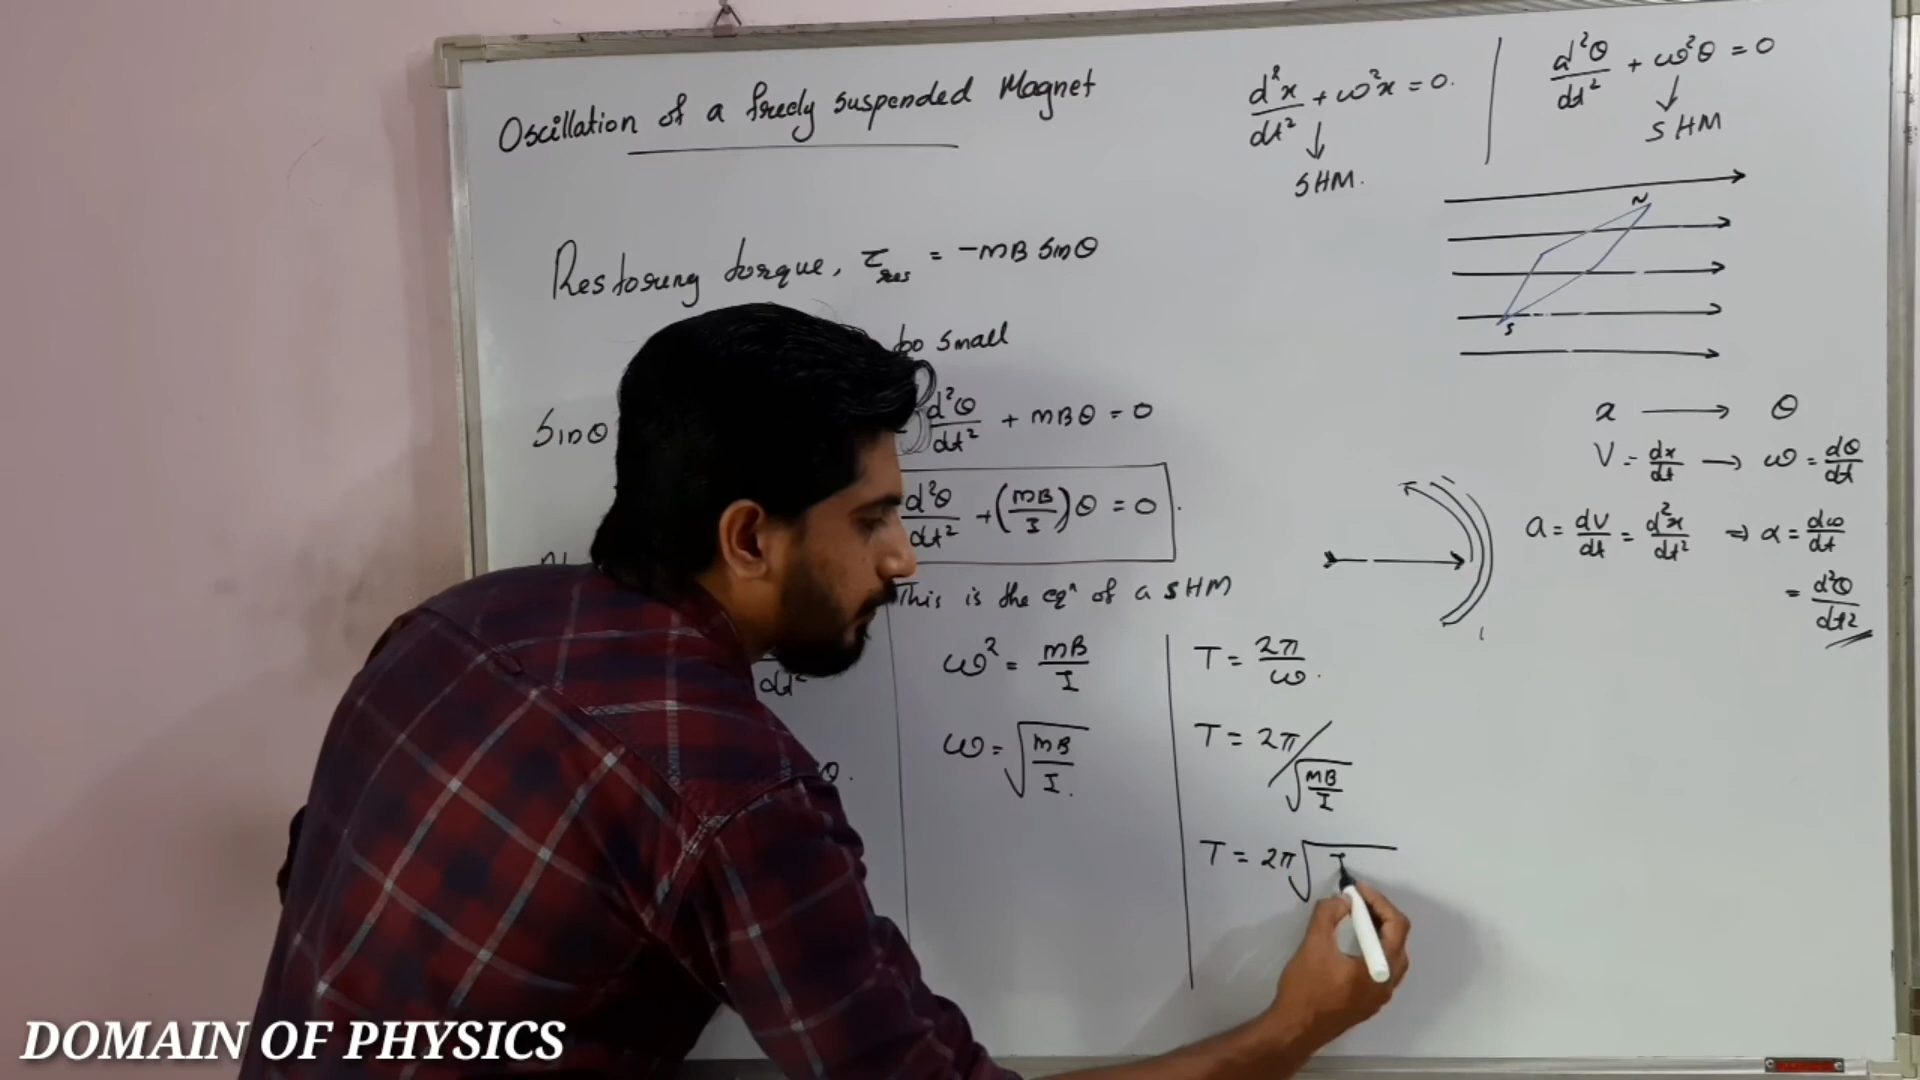 Oscillation of a freely suspended Magnet
d²x/dt² + ω²x = 0.
↓
SHM.
d²θ/dt² + ω²θ = 0
↓
SHM
Restoring torque, τres = -mB sinθ
too small
Sinθ
d²θ/dt² + mBθ = 0
d²θ/dt² + (mB/I)θ = 0
This is the eqⁿ of a SHM
dt²
θ.
ω² = mB/I
ω = √(mB/I).
T = 2π/ω.
T = 2π/√(mB/I)
T = 2π√I
N
S
x → θ
V = dx/dt → ω = dθ/dt
a = dv/dt = d²x/dt² ⇒ α = dω/dt
= d²θ/dt²
DOMAIN OF PHYSICS